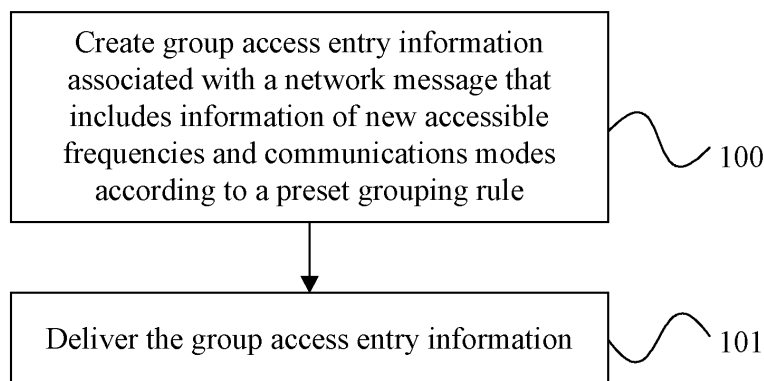 Create group access entry information
associated with a network message that
includes information of new accessible
frequencies and communications modes
according to a preset grouping rule
100
Deliver the group access entry information
101